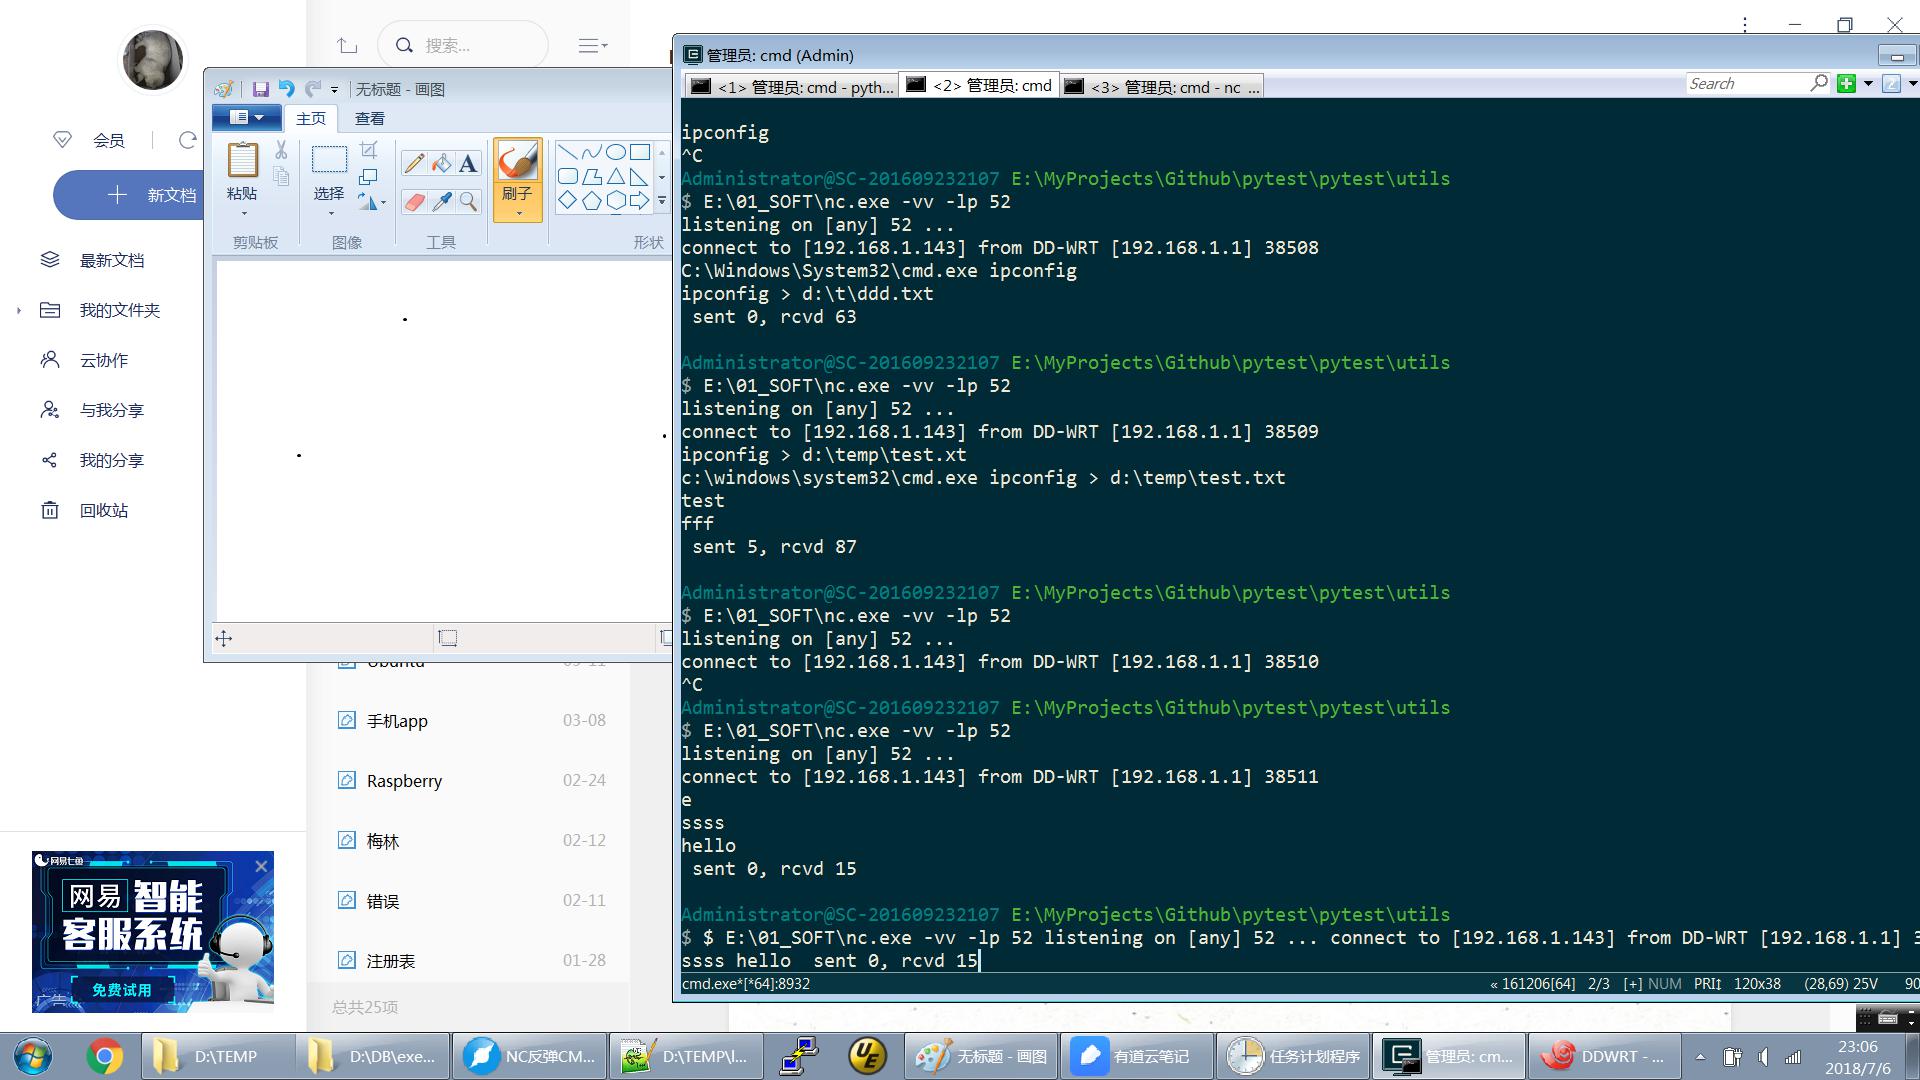 搜索...
会员
新文档
最新文档
我的文件夹
云协作
与我分享
我的分享
回收站
网易七鱼
网易 智能
客服系统
免费试用
广告
无标题 - 画图
主页
查看
粘贴
选择
刷子
剪贴板
图像
工具
形状
Ubuntu
手机app 03-08
Raspberry 02-24
梅林 02-12
错误 02-11
注册表 01-28
总共25项
管理员: cmd (Admin)
<1> 管理员: cmd - pyth...
<2> 管理员: cmd
<3> 管理员: cmd - nc ...
Search
ipconfig
^C
Administrator@SC-201609232107 E:\MyProjects\Github\pytest\pytest\utils
$ E:\01_SOFT\nc.exe -vv -lp 52
listening on [any] 52 ...
connect to [192.168.1.143] from DD-WRT [192.168.1.1] 38508
C:\Windows\System32\cmd.exe ipconfig
ipconfig > d:\t\ddd.txt
 sent 0, rcvd 63
Administrator@SC-201609232107 E:\MyProjects\Github\pytest\pytest\utils
$ E:\01_SOFT\nc.exe -vv -lp 52
listening on [any] 52 ...
connect to [192.168.1.143] from DD-WRT [192.168.1.1] 38509
ipconfig > d:\temp\test.xt
c:\windows\system32\cmd.exe ipconfig > d:\temp\test.txt
test
fff
 sent 5, rcvd 87
Administrator@SC-201609232107 E:\MyProjects\Github\pytest\pytest\utils
$ E:\01_SOFT\nc.exe -vv -lp 52
listening on [any] 52 ...
connect to [192.168.1.143] from DD-WRT [192.168.1.1] 38510
^C
Administrator@SC-201609232107 E:\MyProjects\Github\pytest\pytest\utils
$ E:\01_SOFT\nc.exe -vv -lp 52
listening on [any] 52 ...
connect to [192.168.1.143] from DD-WRT [192.168.1.1] 38511
e
ssss
hello
 sent 0, rcvd 15
Administrator@SC-201609232107 E:\MyProjects\Github\pytest\pytest\utils
$ $ E:\01_SOFT\nc.exe -vv -lp 52 listening on [any] 52 ... connect to [192.168.1.143] from DD-WRT [192.168.1.1] 3
ssss hello  sent 0, rcvd 15
cmd.exe*[*64]:8932 « 161206[64] 2/3 [+] NUM PRI↕ 120x38 (28,69) 25V 90
D:\TEMP
D:\DB\exe...
NC反弹CM...
D:\TEMP\l...
UE
无标题 - 画图
有道云笔记
任务计划程序
管理员: cm...
DDWRT - ...
23:06
2018/7/6